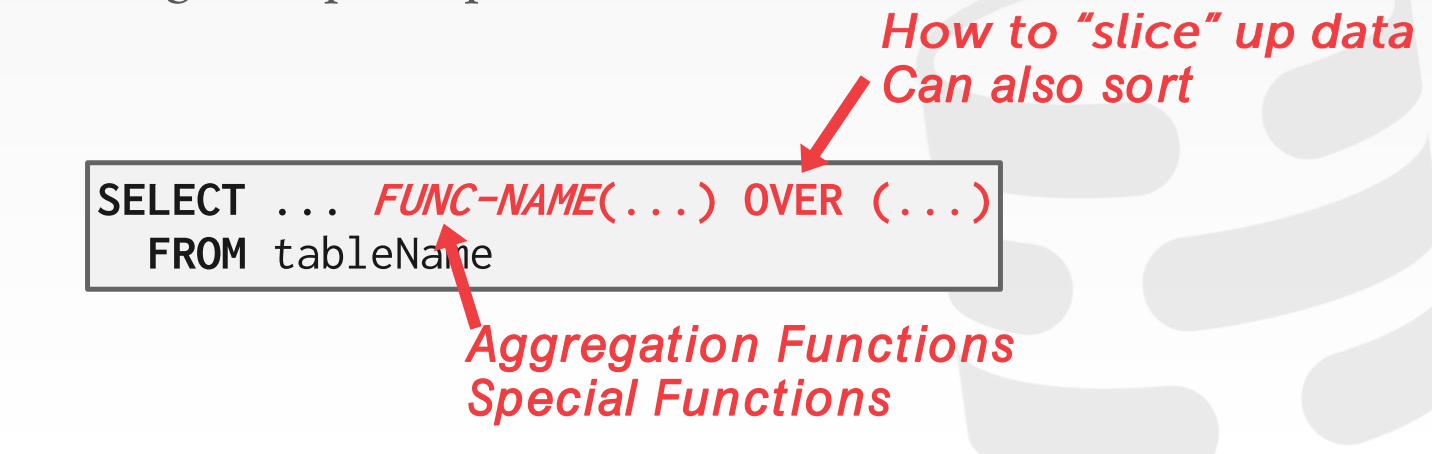 How to “slice” up data
Can also sort
SELECT ... FUNC-NAME(...) OVER (...)
FROM tableName
Aggregation Functions
Special Functions